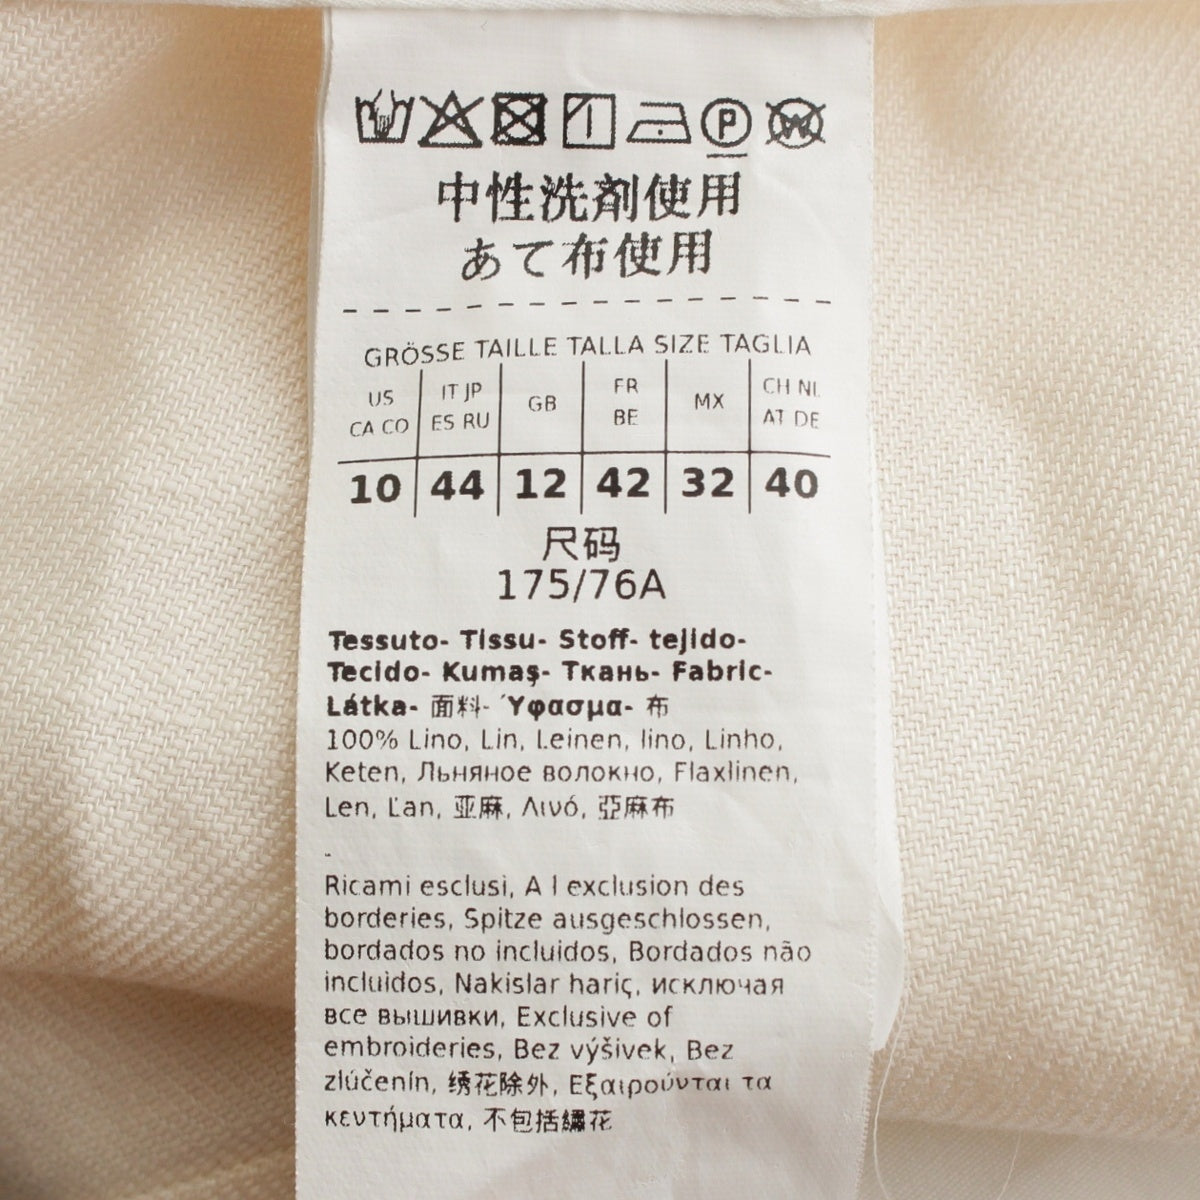 中性洗剤使用
あて布使用
GRÖSSE TAILLE TALLA SIZE TAGLIA
US IT JP GB FR MX CH NL
CA CO ES RU BE AT DE
10 44 12 42 32 40
尺码
175/76A
Tessuto- Tissu- Stoff- tejido-
Tecido- Kumaş- Ткань- Fabric-
Látka- 面料- Ύφασμα- 布
100% Lino, Lin, Leinen, lino, Linho,
Keten, Льняное волокно, Flaxlinen,
Len, Ľan, 亚麻, Λινό, 亞麻布
Ricami esclusi, A l exclusion des
borderies, Spitze ausgeschlossen,
bordados no incluidos, Bordados não
incluìdos, Nakislar hariç, исключая
все вышивки, Exclusive of
embroideries, Bez výšivek, Bez
zlúčenín, 绣花除外, Εξαιρούνται τα
κεντήματα, 不包括繡花